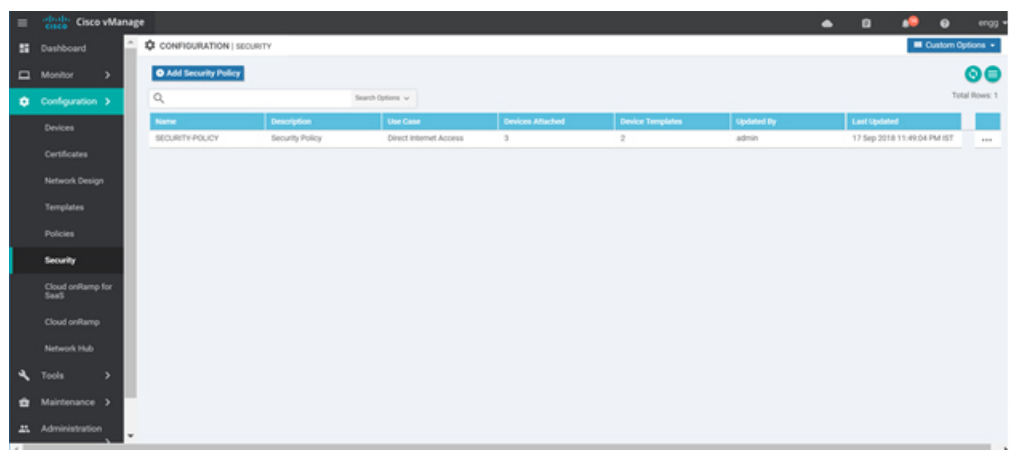 cisco Cisco vManage
engg
Dashboard
CONFIGURATION | SECURITY
Custom Options
Monitor
Add Security Policy
Configuration
Search Options
Total Rows: 1
Name Description Use Case Devices Attached Device Templates Updated By Last Updated
SECURITY-POLICY Security Policy Direct Internet Access 3 2 admin 17 Sep 2018 11:49:04 PM IST
Devices
Certificates
Network Design
Templates
Policies
Security
Cloud onRamp for
SaaS
Cloud onRamp
Network Hub
Tools
Maintenance
Administration